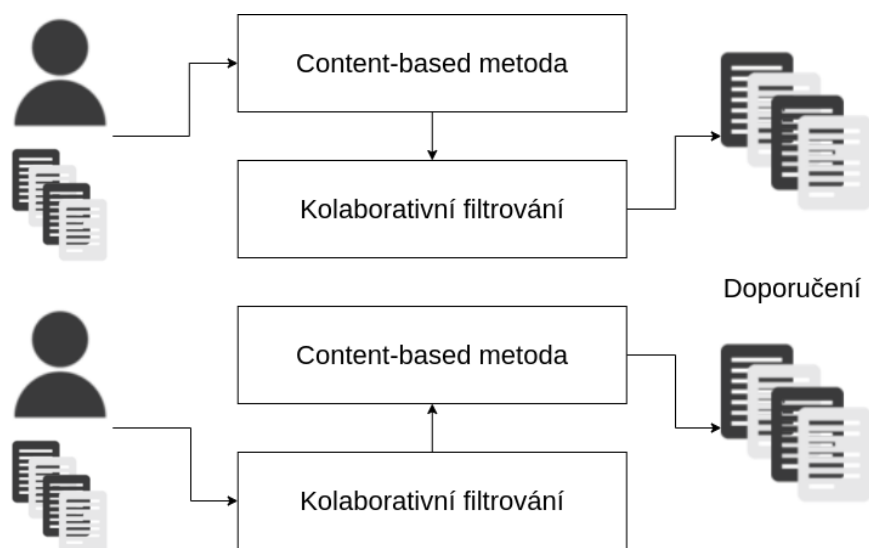 Content-based metoda
Kolaborativní filtrování
Doporučení
Content-based metoda
Kolaborativní filtrování